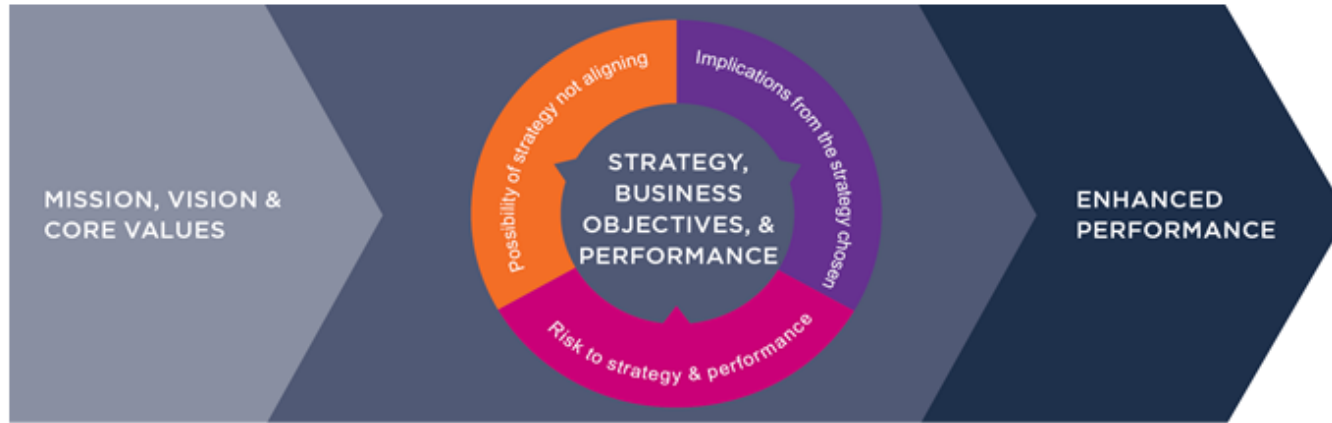 MISSION, VISION &
CORE VALUES
Possibility of strategy not aligning
Implications from the strategy chosen
STRATEGY,
BUSINESS
OBJECTIVES, &
PERFORMANCE
Risk to strategy & performance
ENHANCED
PERFORMANCE